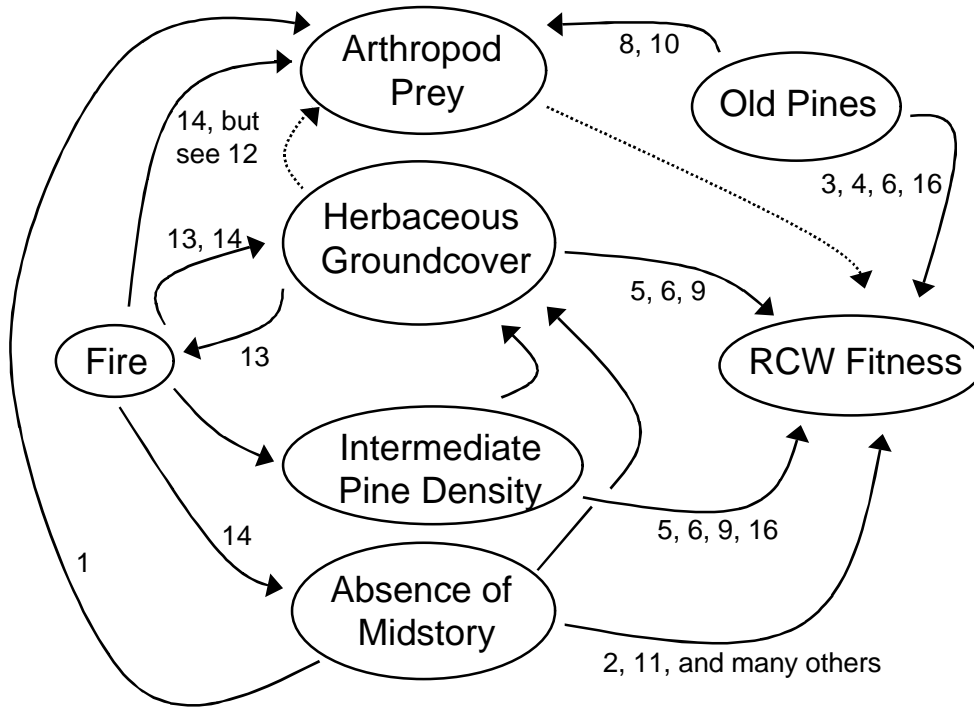 Arthropod
Prey
8, 10
Old Pines
14, but
see 12
3, 4, 6, 16
Herbaceous
Groundcover
13, 14
5, 6, 9
13
Fire
RCW Fitness
Intermediate
Pine Density
5, 6, 9, 16
14
1
Absence of
Midstory
2, 11, and many others